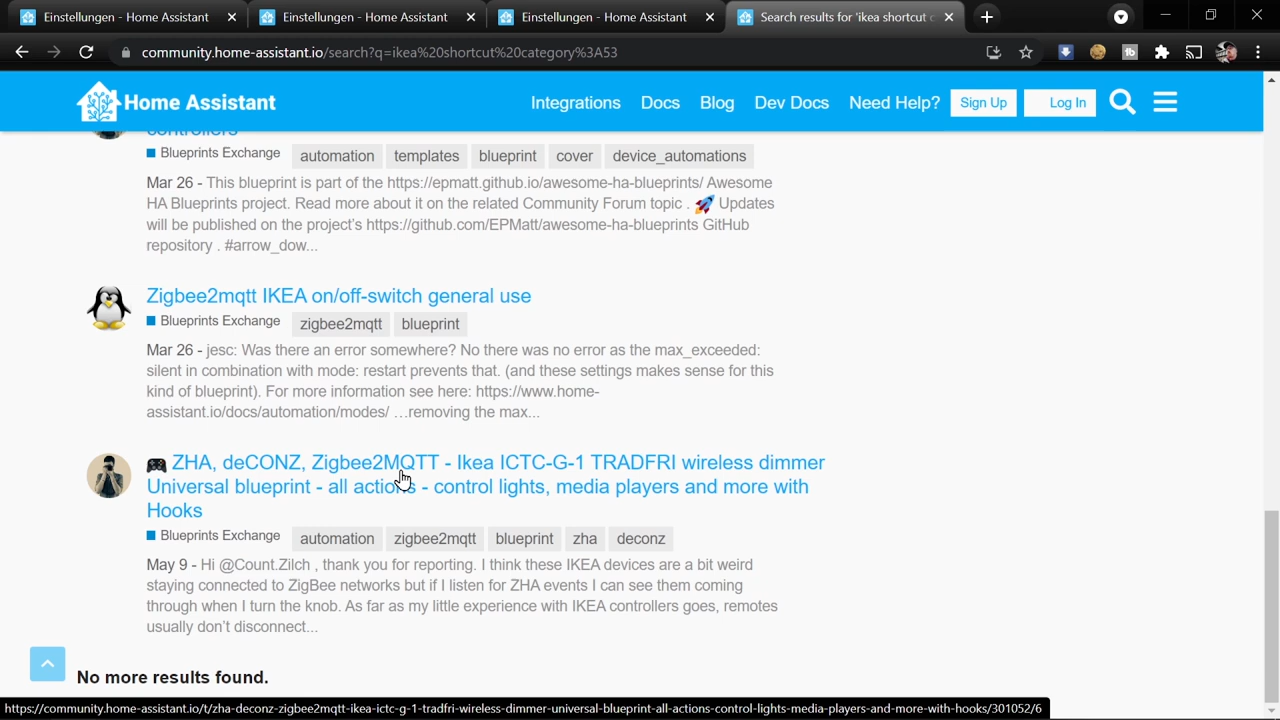 Einstellungen - Home Assistant
Einstellungen - Home Assistant
Einstellungen - Home Assistant
Search results for 'ikea shortcut c
community.home-assistant.io/search?q=ikea%20shortcut%20category%3A53
Home Assistant
Integrations Docs Blog Dev Docs Need Help? Sign Up Log In
controllers
Blueprints Exchange automation templates blueprint cover device_automations
Mar 26 - This blueprint is part of the https://epmatt.github.io/awesome-ha-blueprints/ Awesome
HA Blueprints project. Read more about it on the related Community Forum topic . 🚀 Updates
will be published on the project's https://github.com/EPMatt/awesome-ha-blueprints GitHub
repository . #arrow_dow...
Zigbee2mqtt IKEA on/off-switch general use
Blueprints Exchange zigbee2mqtt blueprint
Mar 26 - jesc: Was there an error somewhere? No there was no error as the max_exceeded:
silent in combination with mode: restart prevents that. (and these settings makes sense for this
kind of blueprint). For more information see here: https://www.home-
assistant.io/docs/automation/modes/ …removing the max...
🎮 ZHA, deCONZ, Zigbee2MQTT - Ikea ICTC-G-1 TRADFRI wireless dimmer
Universal blueprint - all actions - control lights, media players and more with
Hooks
Blueprints Exchange automation zigbee2mqtt blueprint zha deconz
May 9 - Hi @Count.Zilch , thank you for reporting. I think these IKEA devices are a bit weird
staying connected to ZigBee networks but if I listen for ZHA events I can see them coming
through when I turn the knob. As far as my little experience with IKEA controllers goes, remotes
usually don't disconnect...
No more results found.
https://community.home-assistant.io/t/zha-deconz-zigbee2mqtt-ikea-ictc-g-1-tradfri-wireless-dimmer-universal-blueprint-all-actions-control-lights-media-players-and-more-with-hooks/301052/6